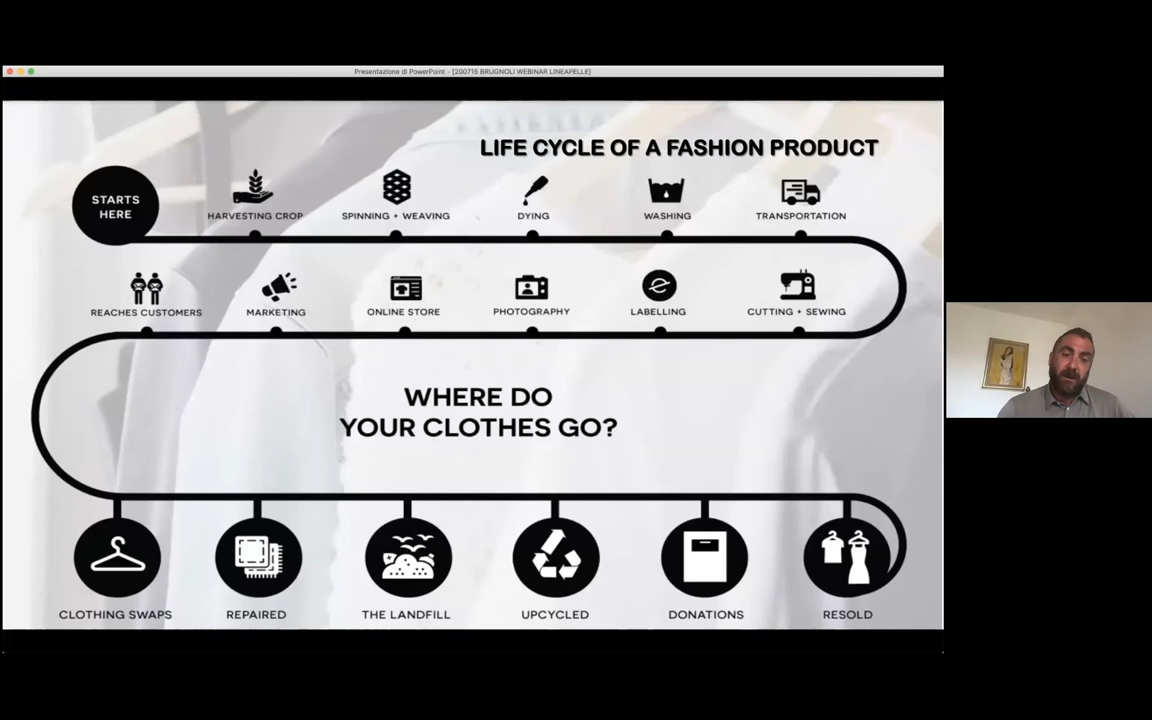 Presentazione di PowerPoint - [200715 BRUGNOLI WEBINAR LINEAPELLE]
LIFE CYCLE OF A FASHION PRODUCT
STARTS
HERE
HARVESTING CROP
SPINNING + WEAVING
DYING
WASHING
TRANSPORTATION
REACHES CUSTOMERS
MARKETING
ONLINE STORE
PHOTOGRAPHY
LABELLING
CUTTING + SEWING
WHERE DO
YOUR CLOTHES GO?
CLOTHING SWAPS
REPAIRED
THE LANDFILL
UPCYCLED
DONATIONS
RESOLD